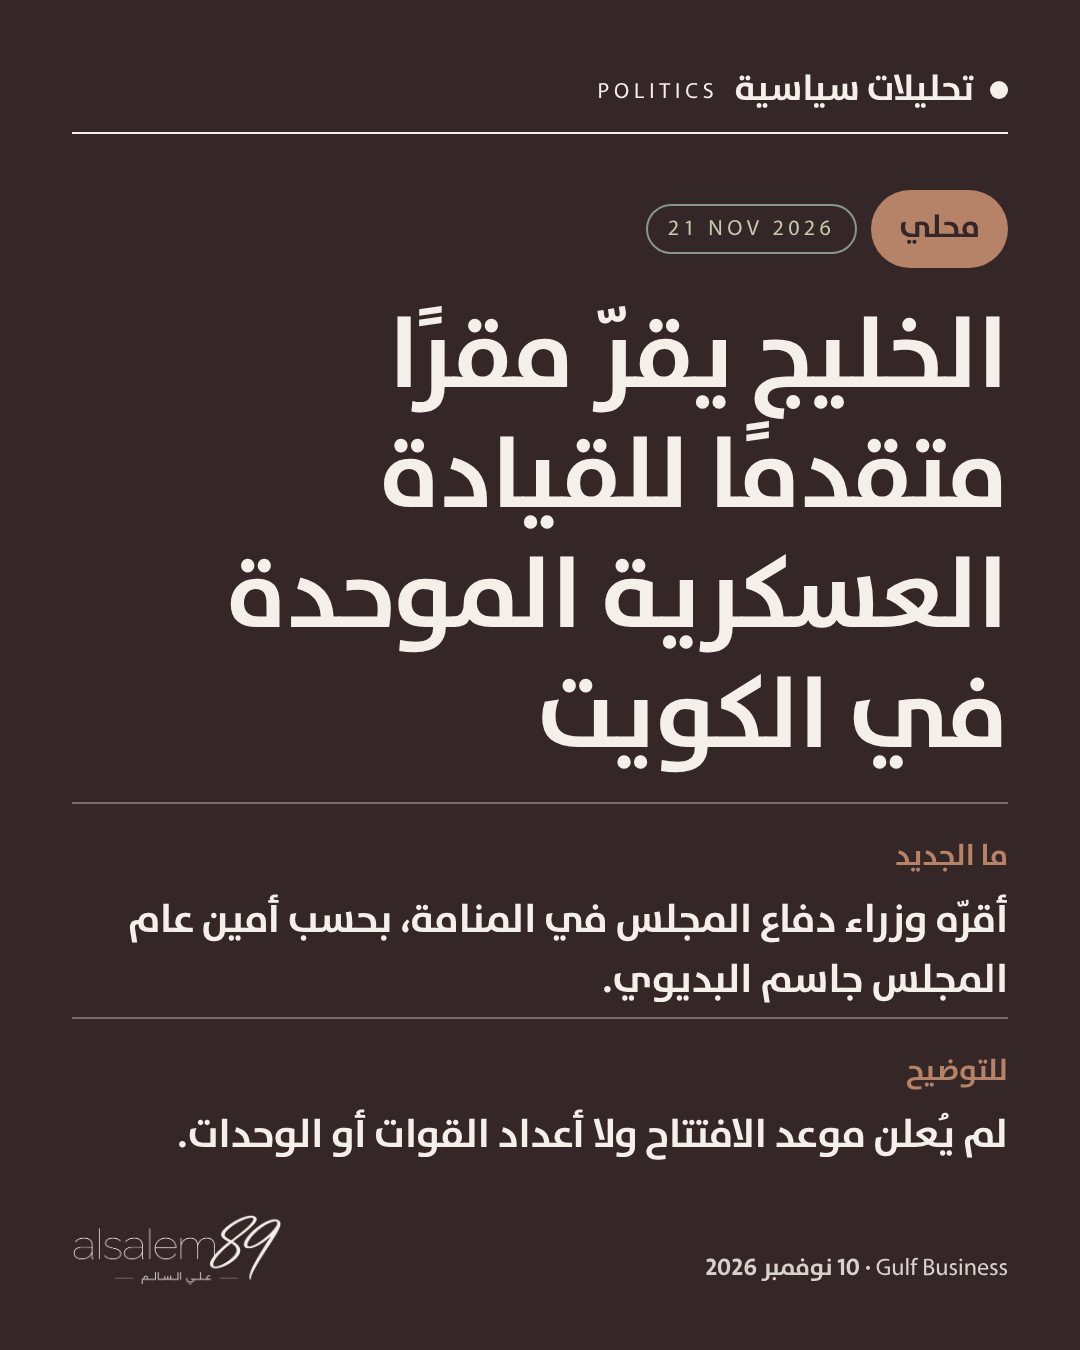 تحليلات سياسية POLITICS
محلي 21 NOV 2026
الخليج يقرّ مقرًا
متقدمًا للقيادة
العسكرية الموحدة
في الكويت
ما الجديد
أقرّه وزراء دفاع المجلس في المنامة، بحسب أمين عام
المجلس جاسم البديوي.
للتوضيح
لم يُعلن موعد الافتتاح ولا أعداد القوات أو الوحدات.
Gulf Business · 10 نوفمبر 2026
alsalem89
علي السالم